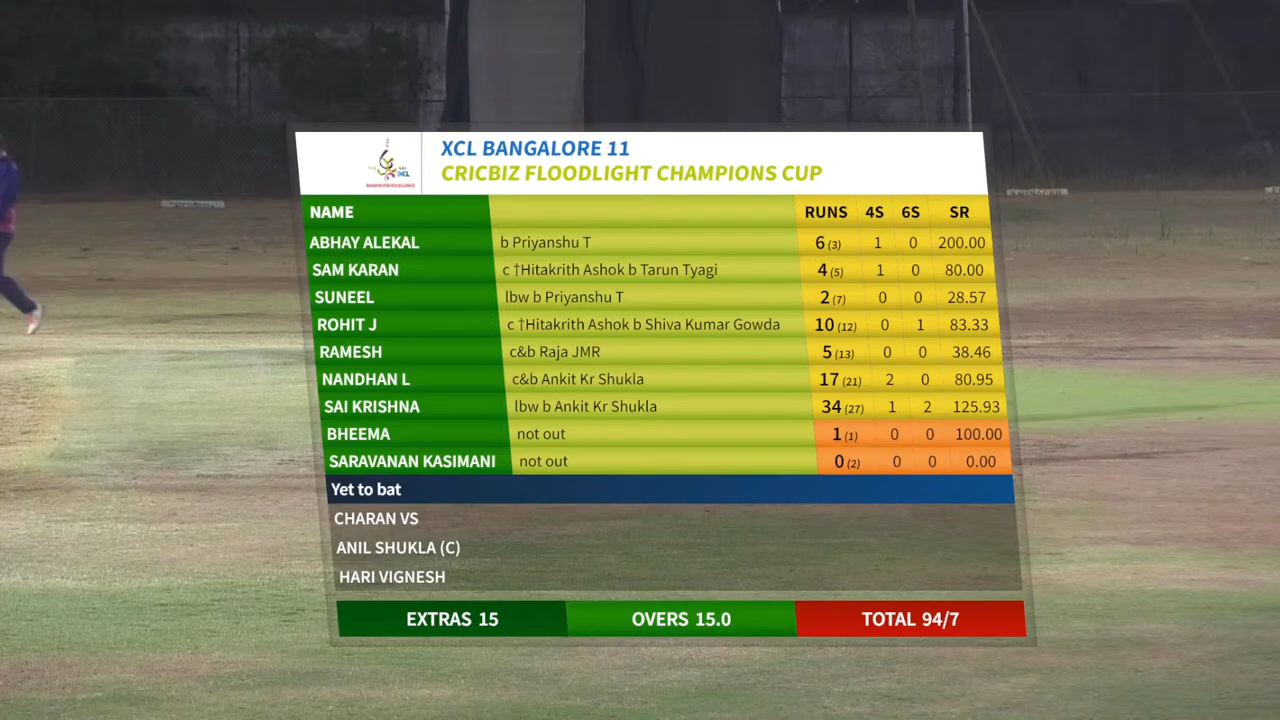 XCL BANGALORE 11
CRICBIZ FLOODLIGHT CHAMPIONS CUP
PASSION FOR EXCELLENCE
NAME RUNS 4S 6S SR
ABHAY ALEKAL b Priyanshu T 6 (3) 1 0 200.00
SAM KARAN c †Hitakrith Ashok b Tarun Tyagi 4 (5) 1 0 80.00
SUNEEL lbw b Priyanshu T 2 (7) 0 0 28.57
ROHIT J c †Hitakrith Ashok b Shiva Kumar Gowda 10 (12) 0 1 83.33
RAMESH c&b Raja JMR 5 (13) 0 0 38.46
NANDHAN L c&b Ankit Kr Shukla 17 (21) 2 0 80.95
SAI KRISHNA lbw b Ankit Kr Shukla 34 (27) 1 2 125.93
BHEEMA not out 1 (1) 0 0 100.00
SARAVANAN KASIMANI not out 0 (2) 0 0 0.00
Yet to bat
CHARAN VS
ANIL SHUKLA (C)
HARI VIGNESH
EXTRAS 15 OVERS 15.0 TOTAL 94/7